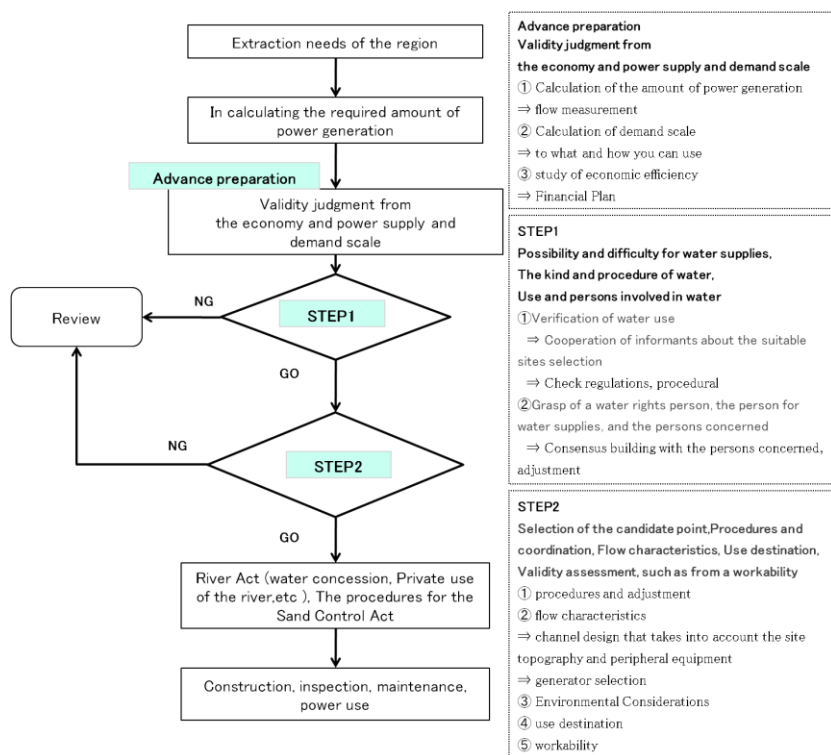 Extraction needs of the region
In calculating the required amount of
power generation
Advance preparation
Validity judgment from
the economy and power supply and
demand scale
NG
Review
STEP1
GO
NG
STEP2
GO
River Act (water concession, Private use
of the river,etc ), The procedures for the
Sand Control Act
Construction, inspection, maintenance,
power use
Advance preparation
Validity judgment from
the economy and power supply and demand scale
① Calculation of the amount of power generation
⇒ flow measurement
② Calculation of demand scale
⇒ to what and how you can use
③ study of economic efficiency
⇒ Financial Plan
STEP1
Possibility and difficulty for water supplies,
The kind and procedure of water,
Use and persons involved in water
①Verification of water use
⇒ Cooperation of informants about the suitable
sites selection
⇒ Check regulations, procedural
②Grasp of a water rights person, the person for
water supplies, and the persons concerned
⇒ Consensus building with the persons concerned,
adjustment
STEP2
Selection of the candidate point,Procedures and
coordination, Flow characteristics, Use destination,
Validity assessment, such as from a workability
① procedures and adjustment
② flow characteristics
⇒ channel design that takes into account the site
topography and peripheral equipment
⇒ generator selection
③ Environmental Considerations
④ use destination
⑤ workability